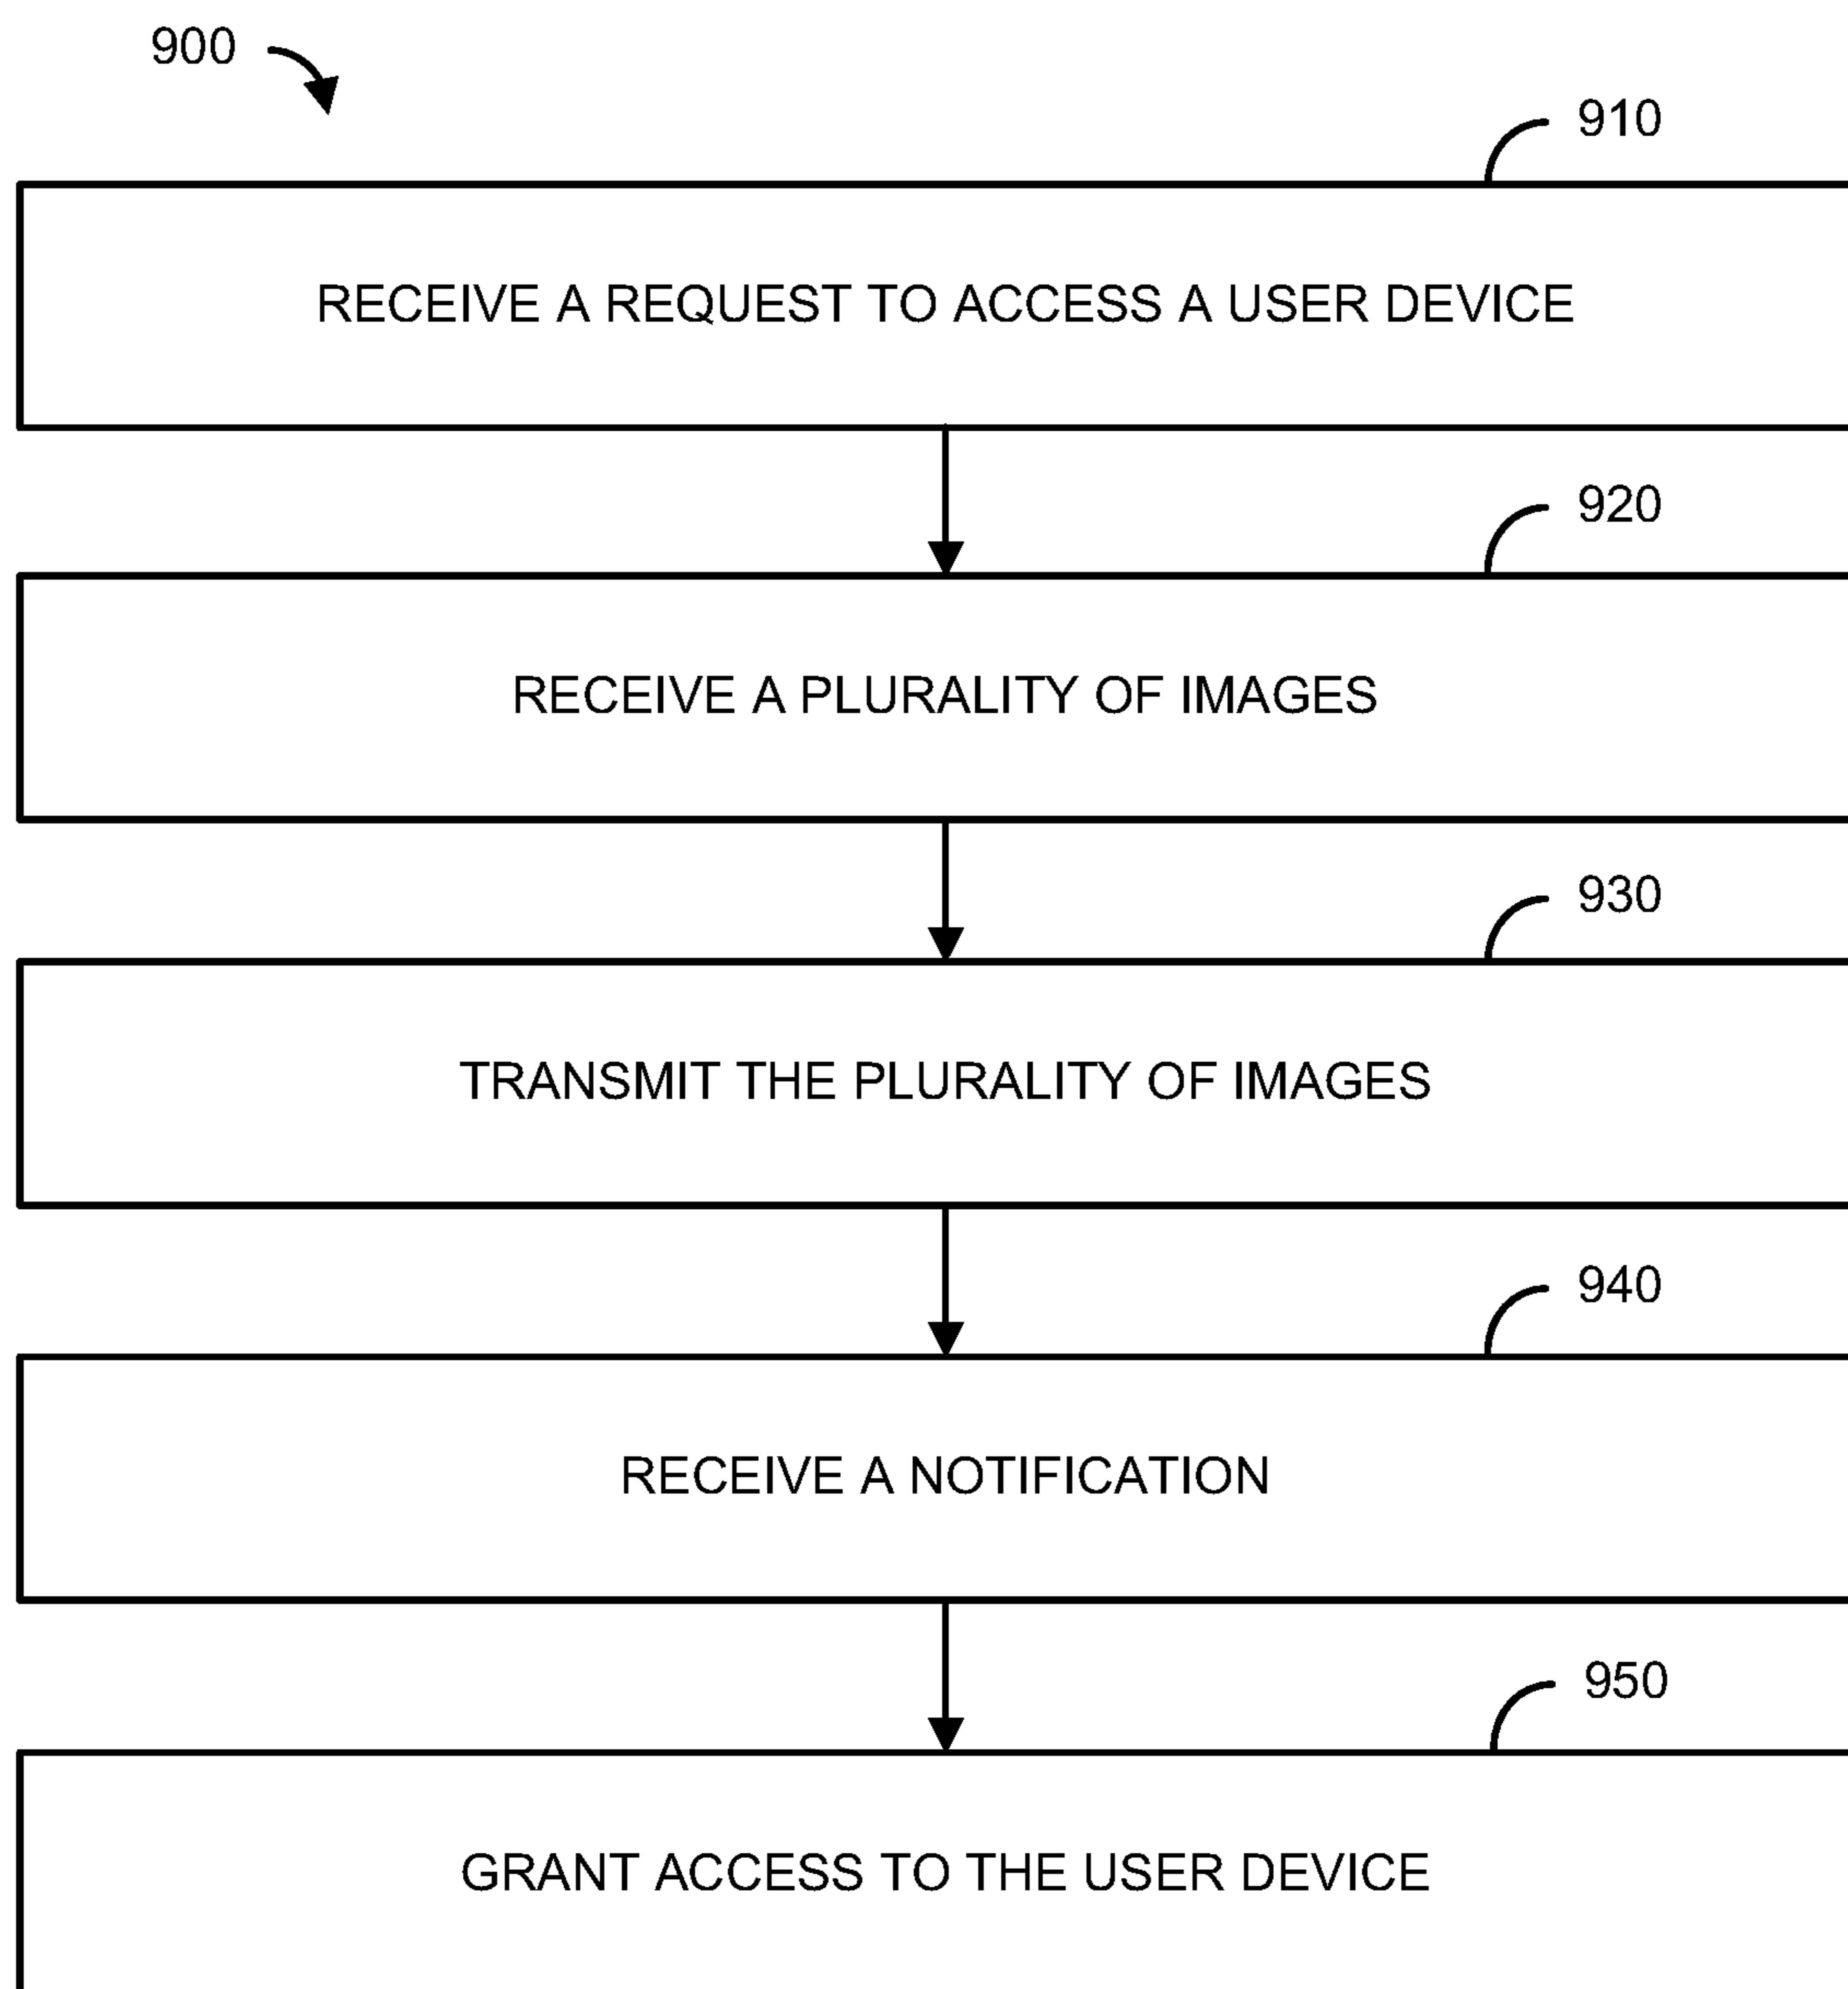 900
910
RECEIVE A REQUEST TO ACCESS A USER DEVICE
920
RECEIVE A PLURALITY OF IMAGES
930
TRANSMIT THE PLURALITY OF IMAGES
940
RECEIVE A NOTIFICATION
950
GRANT ACCESS TO THE USER DEVICE